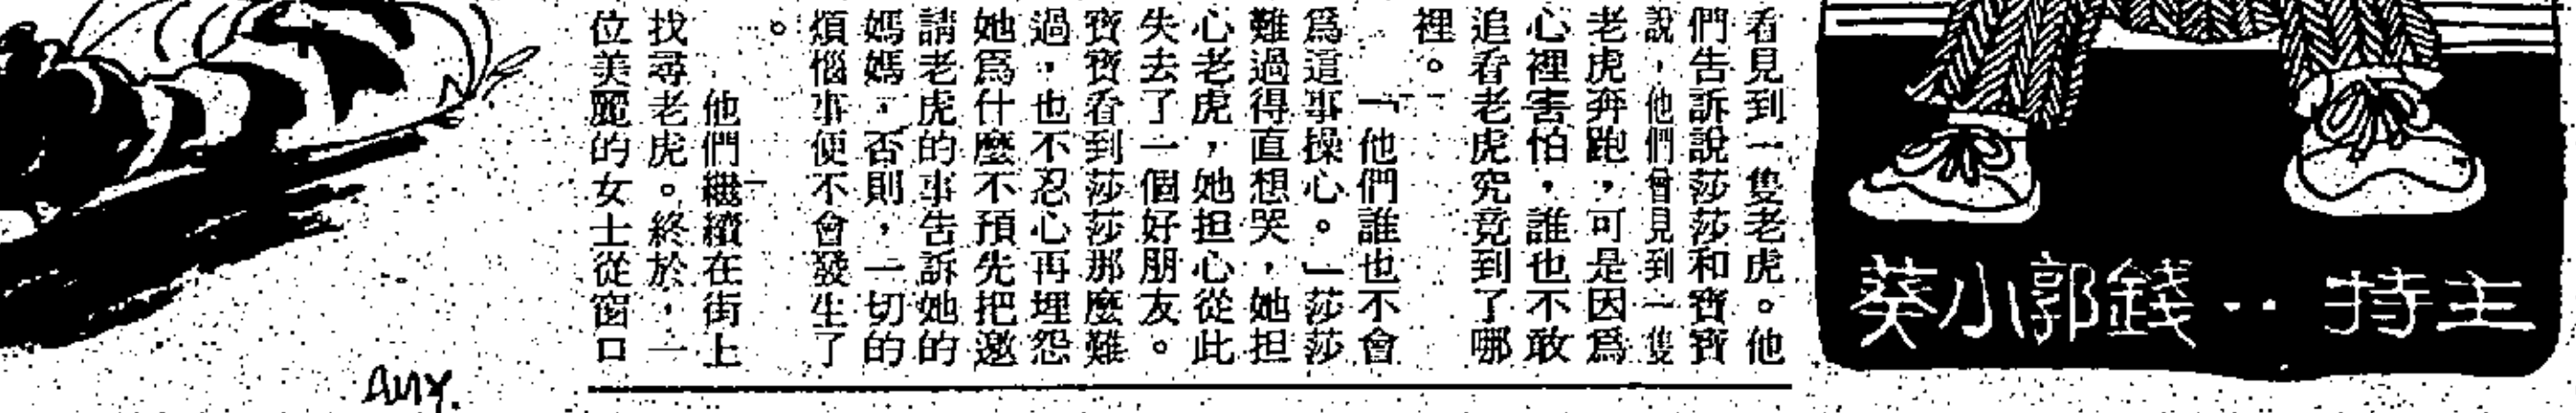 主持：錢郭小葵
看見到一隻老虎。他
們告訴說莎莎和寶寶
說，他們曾見到一隻
老虎奔跑，可是因爲
心裡害怕，誰也不敢
追看老虎究竟到了哪
裡。
「他們誰也不會
爲這事操心。」莎莎
難過得直想哭，她担
心老虎，她担心從此
失去了一個好朋友。
寶寶看到莎莎那麼難
過，也不忍心再埋怨
她爲什麼不預先把邀
請老虎的事告訴她的
媽媽，否則，一切的
煩惱事便不會發生了
。
他們繼續在街上
找尋老虎。終於，一
位美麗的女士從窗口
Amy.